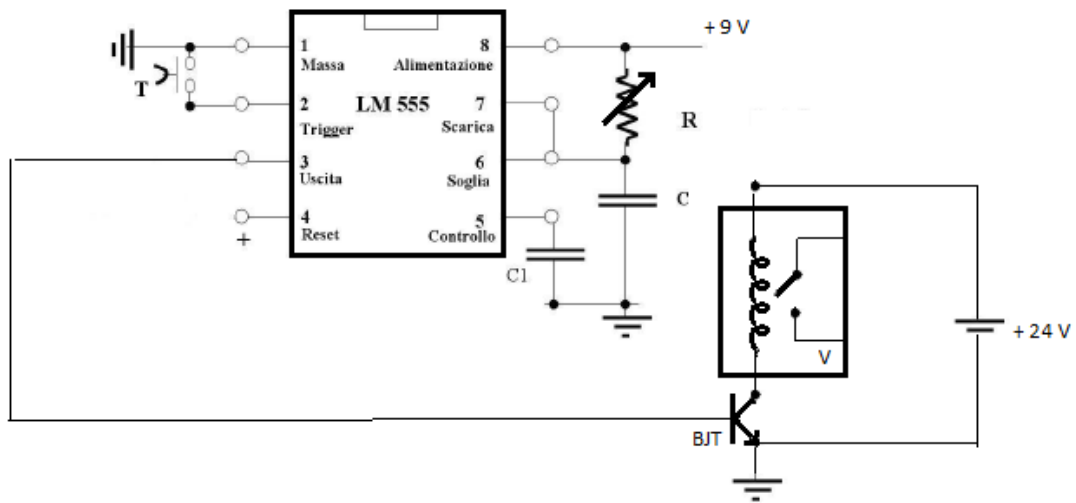 + 9 V
1
8
Massa
Alimentazione
T
2
LM 555
7
Trigger
Scarica
R
3
6
Uscita
Soglia
C
4
5
Reset
Controllo
+
C1
+ 24 V
V
BJT